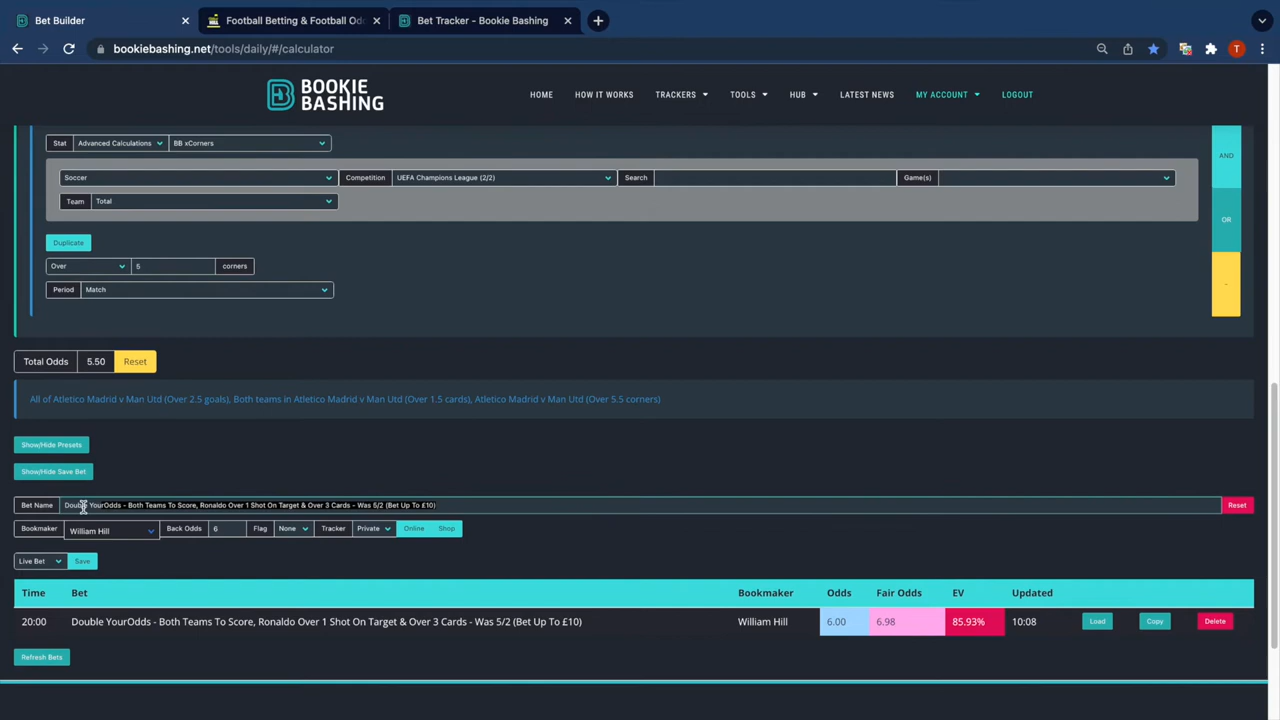 Bet Builder
Football Betting & Football Od
Bet Tracker - Bookie Bashing
bookiebashing.net/tools/daily/#/calculator
T
BOOKIE BASHING
HOME HOW IT WORKS TRACKERS TOOLS HUB LATEST NEWS MY ACCOUNT LOGOUT
Stat Advanced Calculations BB xCorners
AND
Soccer Competition UEFA Champions League (2/2) Search Game(s)
Team Total
OR
Duplicate
Over 5 corners
-
Period Match
Total Odds 5.50 Reset
All of Atletico Madrid v Man Utd (Over 2.5 goals), Both teams in Atletico Madrid v Man Utd (Over 1.5 cards), Atletico Madrid v Man Utd (Over 5.5 corners)
Show/Hide Presets
Show/Hide Save Bet
Bet Name Double YourOdds - Both Teams To Score, Ronaldo Over 1 Shot On Target & Over 3 Cards - Was 5/2 (Bet Up To £10) Reset
Bookmaker William Hill Back Odds 6 Flag None Tracker Private Online Shop
Live Bet Save
Time Bet Bookmaker Odds Fair Odds EV Updated
20:00 Double YourOdds - Both Teams To Score, Ronaldo Over 1 Shot On Target & Over 3 Cards - Was 5/2 (Bet Up To £10) William Hill 6.00 6.98 85.93% 10:08 Load Copy Delete
Refresh Bets